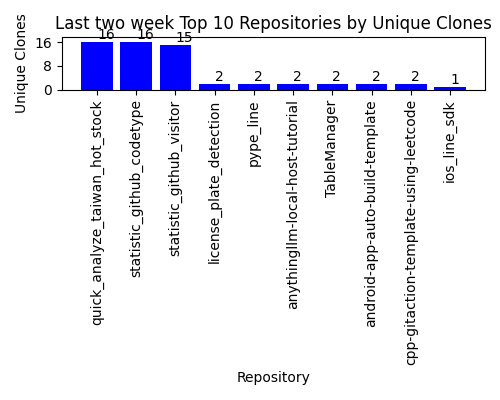 Last two week Top 10 Repositories by Unique Clones
Unique Clones
16
8
0
16
16
15
2
2
2
2
2
2
1
quick_analyze_taiwan_hot_stock
statistic_github_codetype
statistic_github_visitor
license_plate_detection
pype_line
anythingllm-local-host-tutorial
TableManager
android-app-auto-build-template
cpp-gitaction-template-using-leetcode
ios_line_sdk
Repository